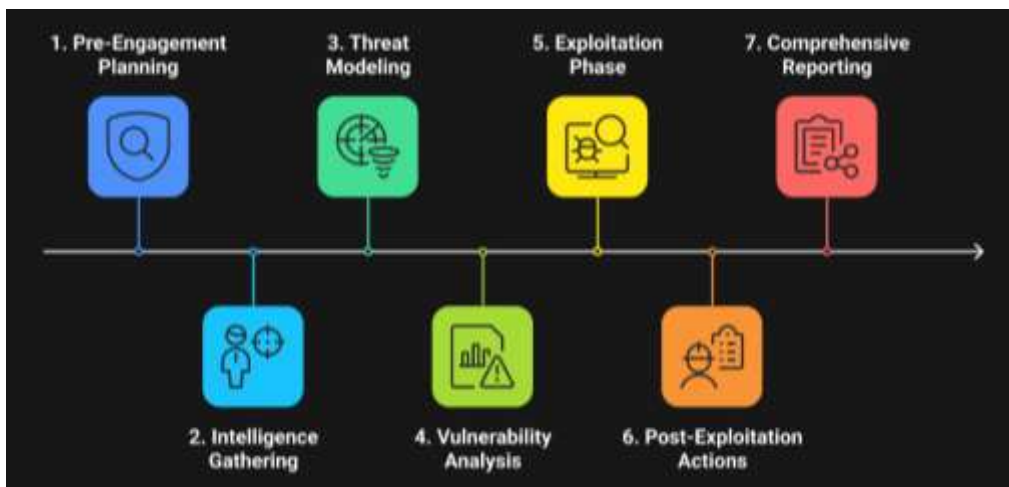 1. Pre-Engagement
Planning
3. Threat
Modeling
5. Exploitation
Phase
7. Comprehensive
Reporting
2. Intelligence
Gathering
4. Vulnerability
Analysis
6. Post-Exploitation
Actions